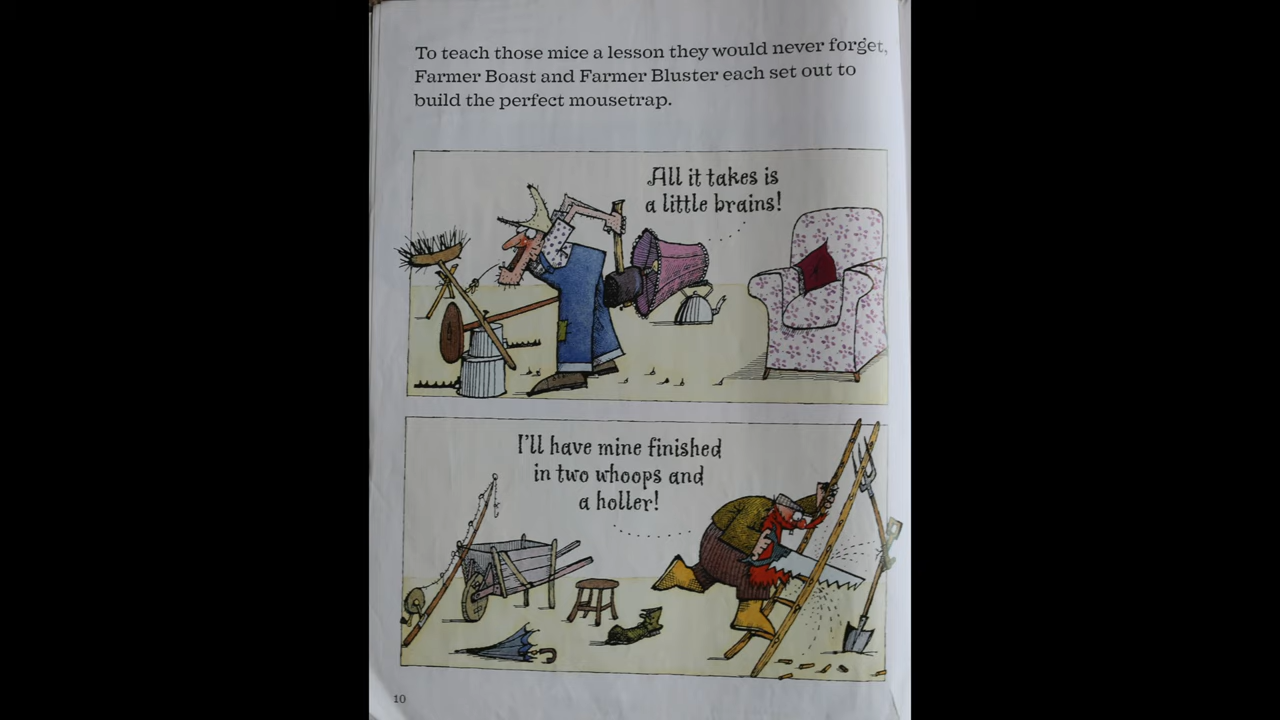 To teach those mice a lesson they would never forget,
Farmer Boast and Farmer Bluster each set out to
build the perfect mousetrap.
All it takes is
a little brains!
I'll have mine finished
in two whoops and
a holler!
10